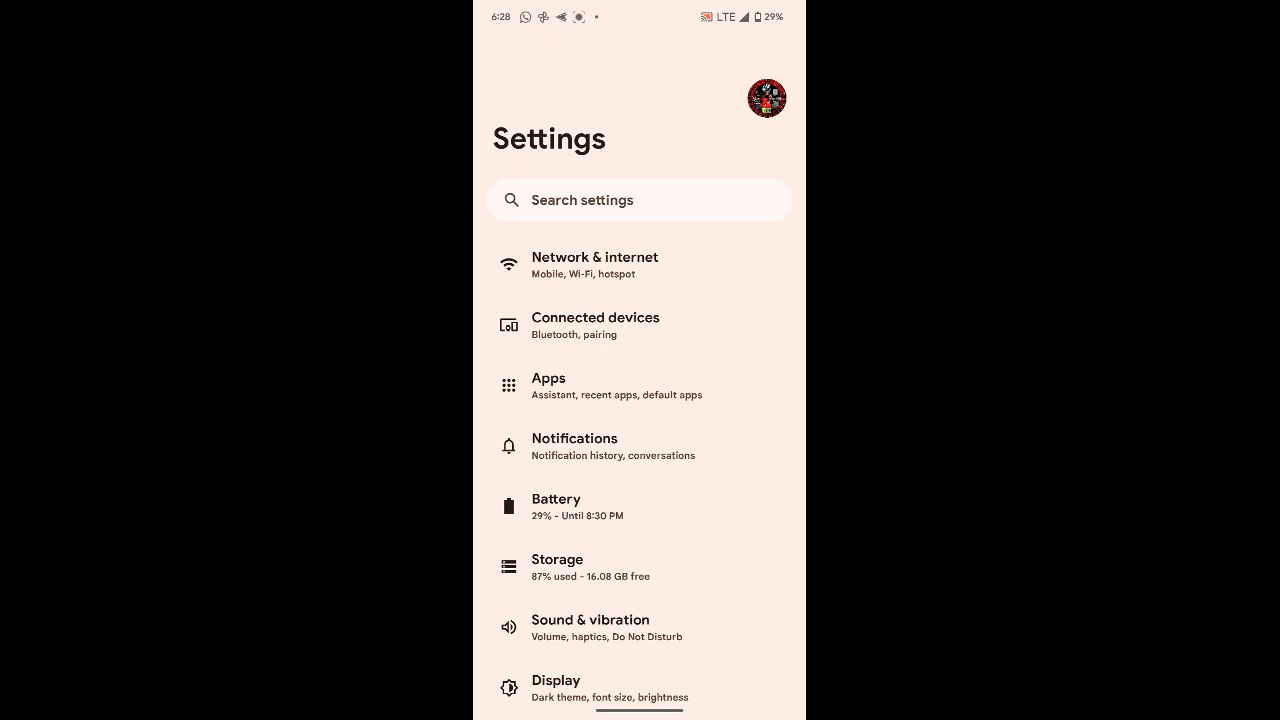 6:28 LTE 29%
Settings
Search settings
Network & internet
Mobile, Wi-Fi, hotspot
Connected devices
Bluetooth, pairing
Apps
Assistant, recent apps, default apps
Notifications
Notification history, conversations
Battery
29% - Until 8:30 PM
Storage
87% used - 16.08 GB free
Sound & vibration
Volume, haptics, Do Not Disturb
Display
Dark theme, font size, brightness